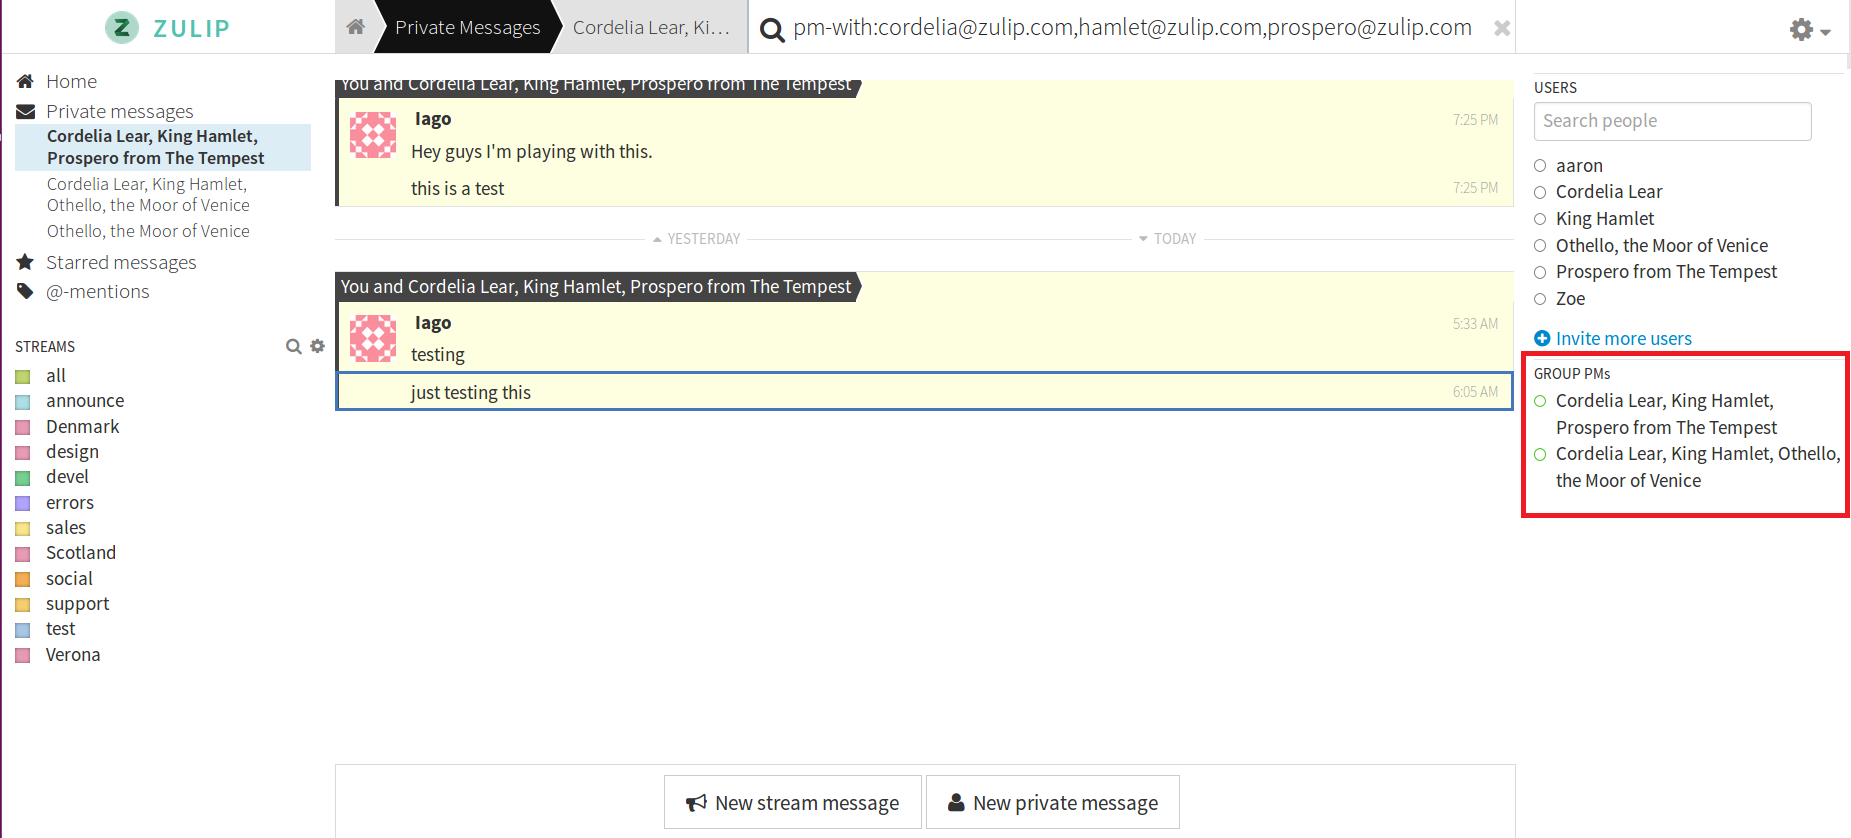 ZULIP
Private Messages
Cordelia Lear, Ki...
pm-with:cordelia@zulip.com,hamlet@zulip.com,prospero@zulip.com
Home
Private messages
Cordelia Lear, King Hamlet,
Prospero from The Tempest
Cordelia Lear, King Hamlet,
Othello, the Moor of Venice
Othello, the Moor of Venice
Starred messages
@-mentions
STREAMS
all
announce
Denmark
design
devel
errors
sales
Scotland
social
support
test
Verona
You and Cordelia Lear, King Hamlet, Prospero from The Tempest
Iago 7:25 PM
Hey guys I'm playing with this.
this is a test 7:25 PM
YESTERDAY TODAY
You and Cordelia Lear, King Hamlet, Prospero from The Tempest
Iago 5:33 AM
testing
just testing this 6:05 AM
New stream message
New private message
USERS
Search people
aaron
Cordelia Lear
King Hamlet
Othello, the Moor of Venice
Prospero from The Tempest
Zoe
Invite more users
GROUP PMs
Cordelia Lear, King Hamlet,
Prospero from The Tempest
Cordelia Lear, King Hamlet, Othello,
the Moor of Venice